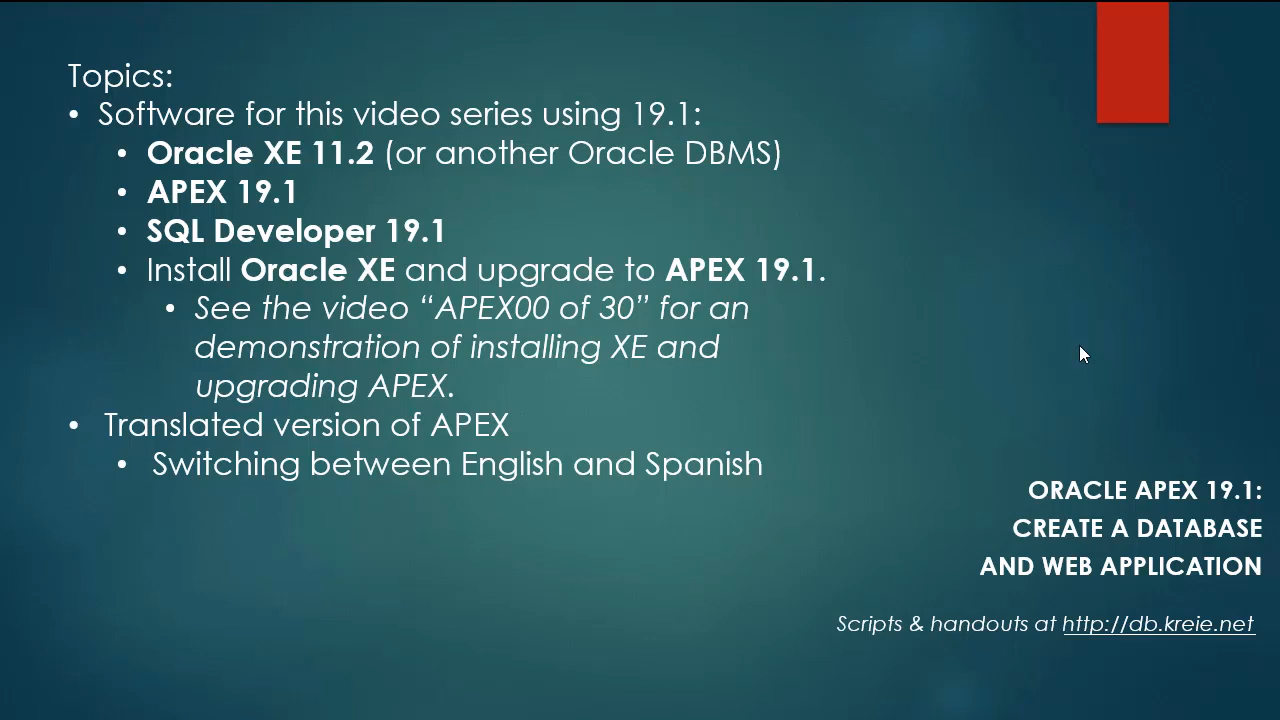 Topics:
• Software for this video series using 19.1:
• Oracle XE 11.2 (or another Oracle DBMS)
• APEX 19.1
• SQL Developer 19.1
• Install Oracle XE and upgrade to APEX 19.1.
• See the video “APEX00 of 30” for an
demonstration of installing XE and
upgrading APEX.
• Translated version of APEX
• Switching between English and Spanish
ORACLE APEX 19.1:
CREATE A DATABASE
AND WEB APPLICATION
Scripts & handouts at http://db.kreie.net